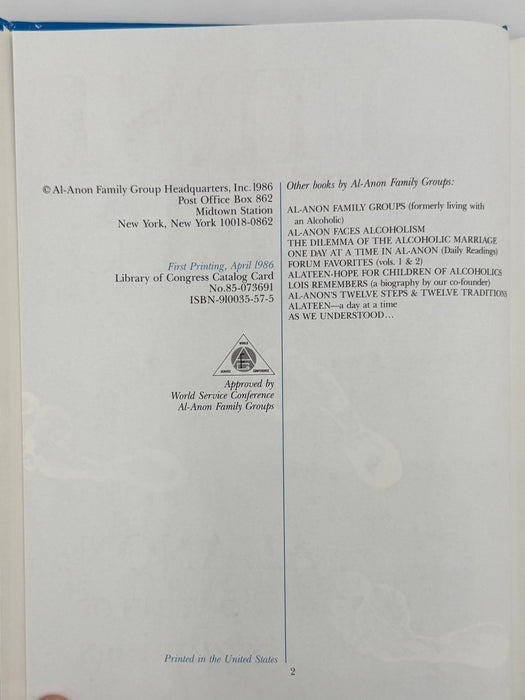 © Al-Anon Family Group Headquarters, Inc. 1986
Post Office Box 862
Midtown Station
New York, New York 10018-0862
First Printing, April 1986
Library of Congress Catalog Card
No.85-073691
ISBN-910035-57-5
WORLD
SERVICE CONFERENCE
Approved by
World Service Conference
Al-Anon Family Groups
Printed in the United States
Other books by Al-Anon Family Groups:
AL-ANON FAMILY GROUPS (formerly living with
an Alcoholic)
AL-ANON FACES ALCOHOLISM
THE DILEMMA OF THE ALCOHOLIC MARRIAGE
ONE DAY AT A TIME IN AL-ANON (Daily Readings)
FORUM FAVORITES (vols. 1 & 2)
ALATEEN-HOPE FOR CHILDREN OF ALCOHOLICS
LOIS REMEMBERS (a biography by our co-founder)
AL-ANON'S TWELVE STEPS & TWELVE TRADITIONS
ALATEEN—a day at a time
AS WE UNDERSTOOD...
2